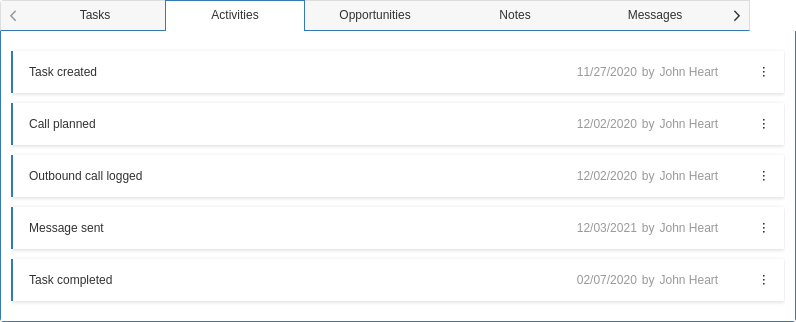 Tasks Activities Opportunities Notes Messages
Task created 11/27/2020 by John Heart
Call planned 12/02/2020 by John Heart
Outbound call logged 12/02/2020 by John Heart
Message sent 12/03/2021 by John Heart
Task completed 02/07/2020 by John Heart